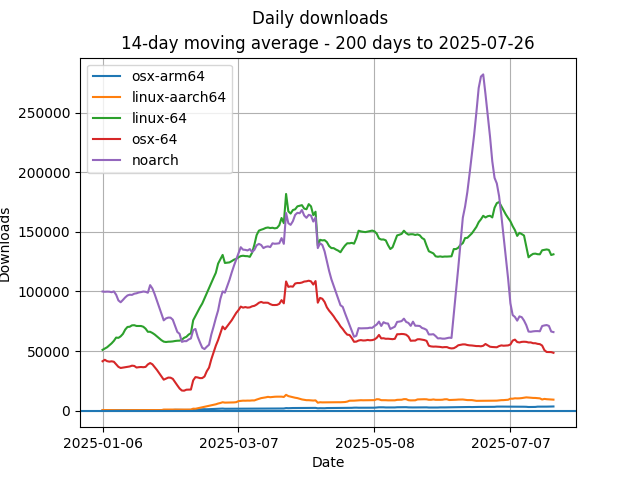 Daily downloads
14-day moving average - 200 days to 2025-07-26
osx-arm64
linux-aarch64
linux-64
osx-64
noarch
250000
200000
150000
100000
50000
0
Downloads
2025-01-06 2025-03-07 2025-05-08 2025-07-07
Date